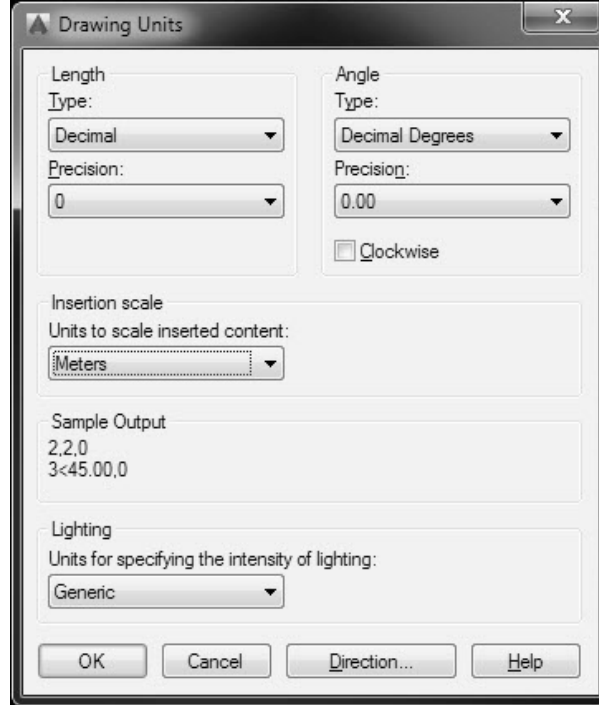 Drawing Units
Length
Type:
Decimal
Precision:
0
Angle
Type:
Decimal Degrees
Precision:
0.00
Clockwise
Insertion scale
Units to scale inserted content:
Meters
Sample Output
2,2,0
3<45.00,0
Lighting
Units for specifying the intensity of lighting:
Generic
OK Cancel Direction... Help